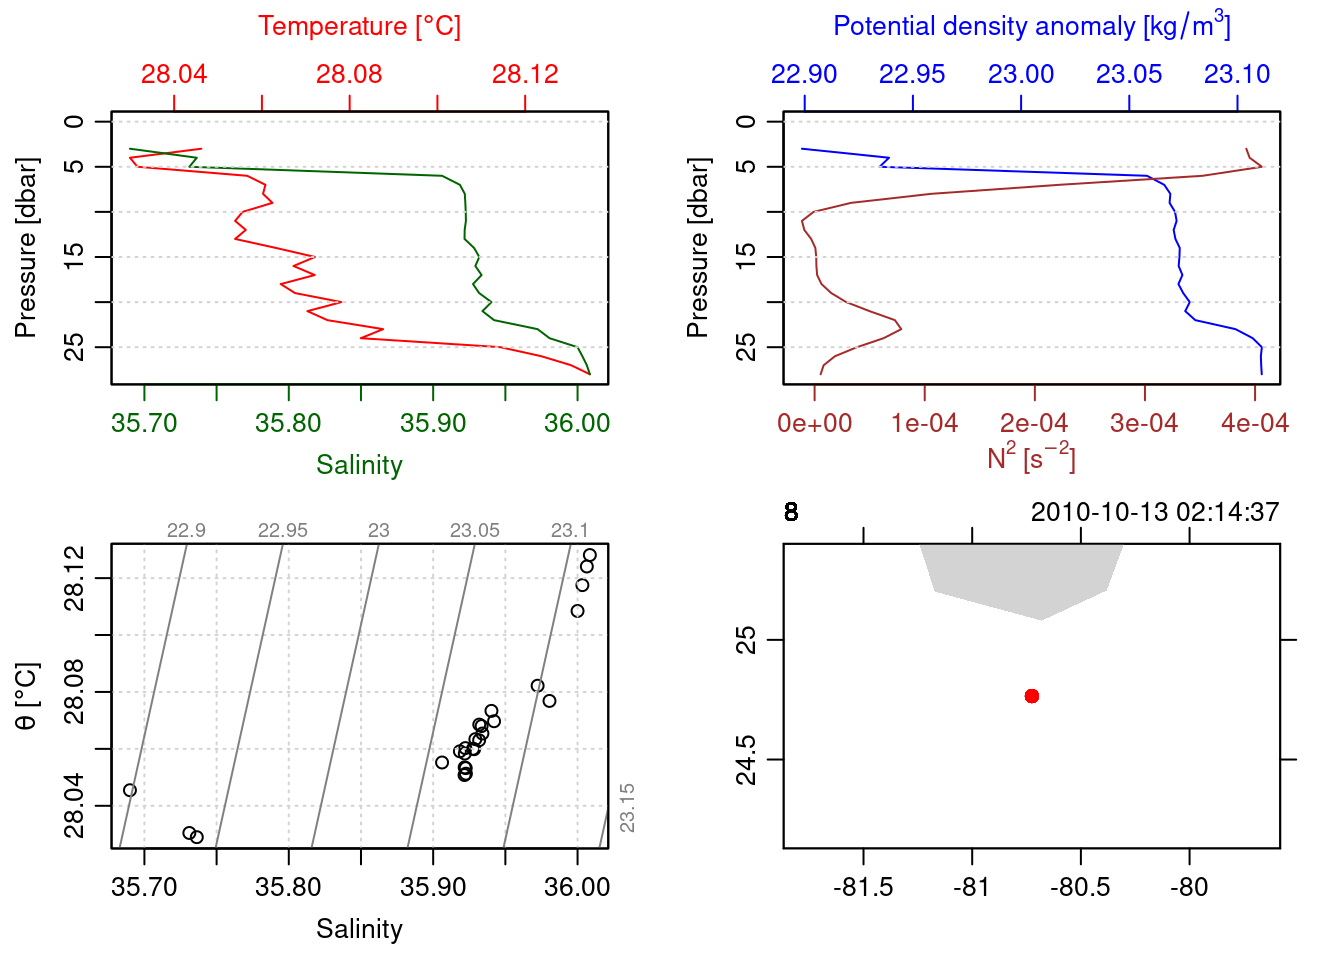 Temperature [°C]
28.04 28.08 28.12
0
5
15
25
Pressure [dbar]
35.70 35.80 35.90 36.00
Salinity
Potential density anomaly [kg/m³]
22.90 22.95 23.00 23.05 23.10
0
5
15
25
Pressure [dbar]
0e+00 1e-04 2e-04 3e-04 4e-04
N² [s⁻²]
22.9 22.95 23 23.05 23.1
23.15
28.12
28.08
28.04
θ [°C]
35.70 35.80 35.90 36.00
Salinity
8 2010-10-13 02:14:37
25
24.5
-81.5 -81 -80.5 -80